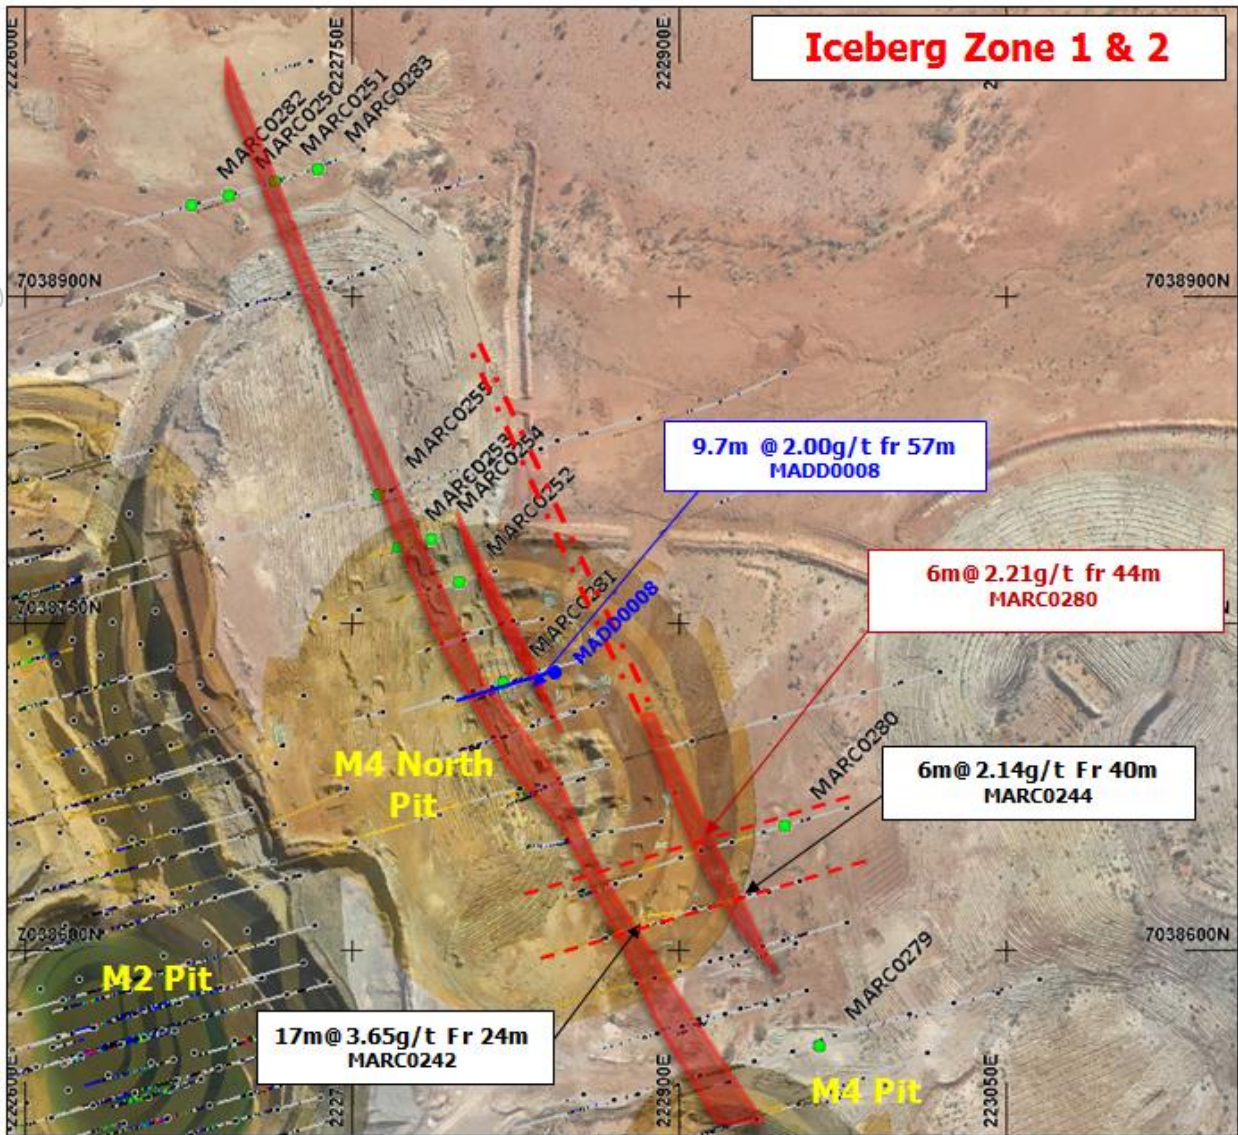 Iceberg Zone 1 & 2
222600E
222750E
222900E
MARC0282
MARC0250
MARC0251
MARC0283
7038900N
7038900N
MARC0255
MARC0253
MARC0254
MARC0252
9.7m @2.00g/t fr 57m
MADD0008
6m@2.21g/t fr 44m
MARC0280
7038750N
MARC0281
MADD0008
MARC0280
M4 North
Pit
6m@2.14g/t Fr 40m
MARC0244
7038600N
7038600N
M2 Pit
MARC0279
17m@3.65g/t Fr 24m
MARC0242
M4 Pit
222600E
222900E
223050E